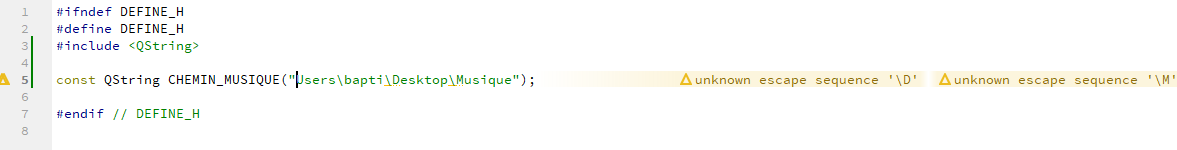 1 #ifndef DEFINE_H
2 #define DEFINE_H
3 #include <QString>
4
5 const QString CHEMIN_MUSIQUE("Users\bapti\Desktop\Musique"); unknown escape sequence '\D' unknown escape sequence '\M'
6
7 #endif // DEFINE_H
8